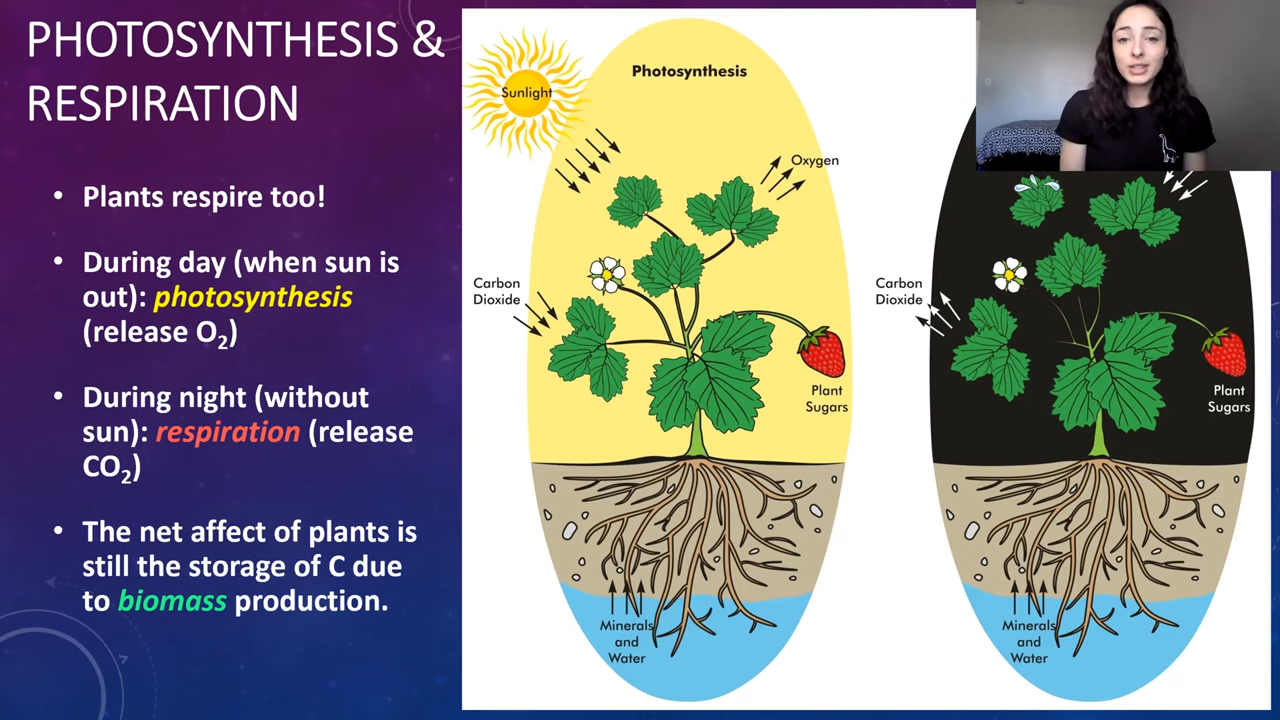 PHOTOSYNTHESIS &
RESPIRATION
• Plants respire too!
• During day (when sun is
out): photosynthesis
(release O₂)
• During night (without
sun): respiration (release
CO₂)
• The net affect of plants is
still the storage of C due
to biomass production.
Photosynthesis
Sunlight
Oxygen
Carbon
Dioxide
Plant
Sugars
Minerals
and
Water
Carbon
Dioxide
Plant
Sugars
Minerals
and
Water